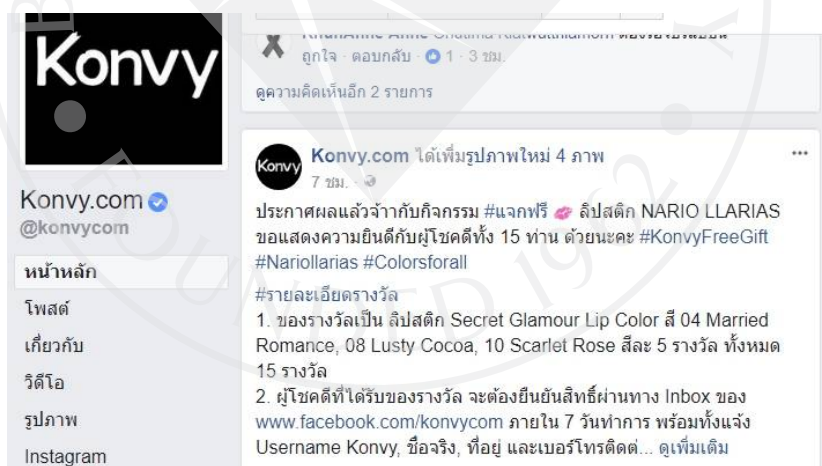 Konvy
Konvy.com
@konvycom
หน้าหลัก
โพสต์
เกี่ยวกับ
วิดีโอ
รูปภาพ
Instagram
ถูกใจ · ตอบกลับ · 1 · 3 ชม.
ดูความคิดเห็นอีก 2 รายการ
Konvy
Konvy.com ได้เพิ่มรูปภาพใหม่ 4 ภาพ
7 ชม. ·
ประกาศผลแล้วจ้ากับกิจกรรม #แจกฟรี 💋 ลิปสติก NARIO LLARIAS
ขอแสดงความยินดีกับผู้โชคดีทั้ง 15 ท่าน ด้วยนะคะ #KonvyFreeGift
#Nariollarias #Colorsforall
#รายละเอียดรางวัล
1. ของรางวัลเป็น ลิปสติก Secret Glamour Lip Color สี 04 Married
Romance, 08 Lusty Cocoa, 10 Scarlet Rose สีละ 5 รางวัล ทั้งหมด
15 รางวัล
2. ผู้โชคดีที่ได้รับของรางวัล จะต้องยืนยันสิทธิ์ผ่านทาง Inbox ของ
www.facebook.com/konvycom ภายใน 7 วันทำการ พร้อมทั้งแจ้ง
Username Konvy, ชื่อจริง, ที่อยู่ และเบอร์โทรติดต่... ดูเพิ่มเติม
FOUNDED 1962